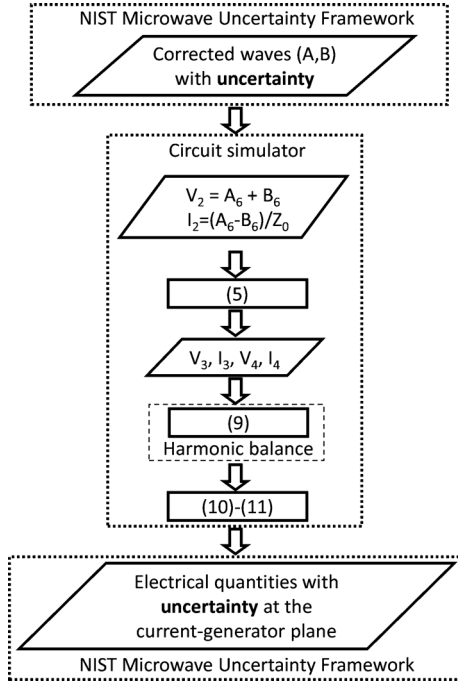 NIST Microwave Uncertainty Framework
Corrected waves (A,B)
with uncertainty
Circuit simulator
V₂ = A₆ + B₆
I₂=(A₆-B₆)/Z₀
(5)
V₃, I₃, V₄, I₄
(9)
Harmonic balance
(10)-(11)
Electrical quantities with
uncertainty at the
current-generator plane
NIST Microwave Uncertainty Framework